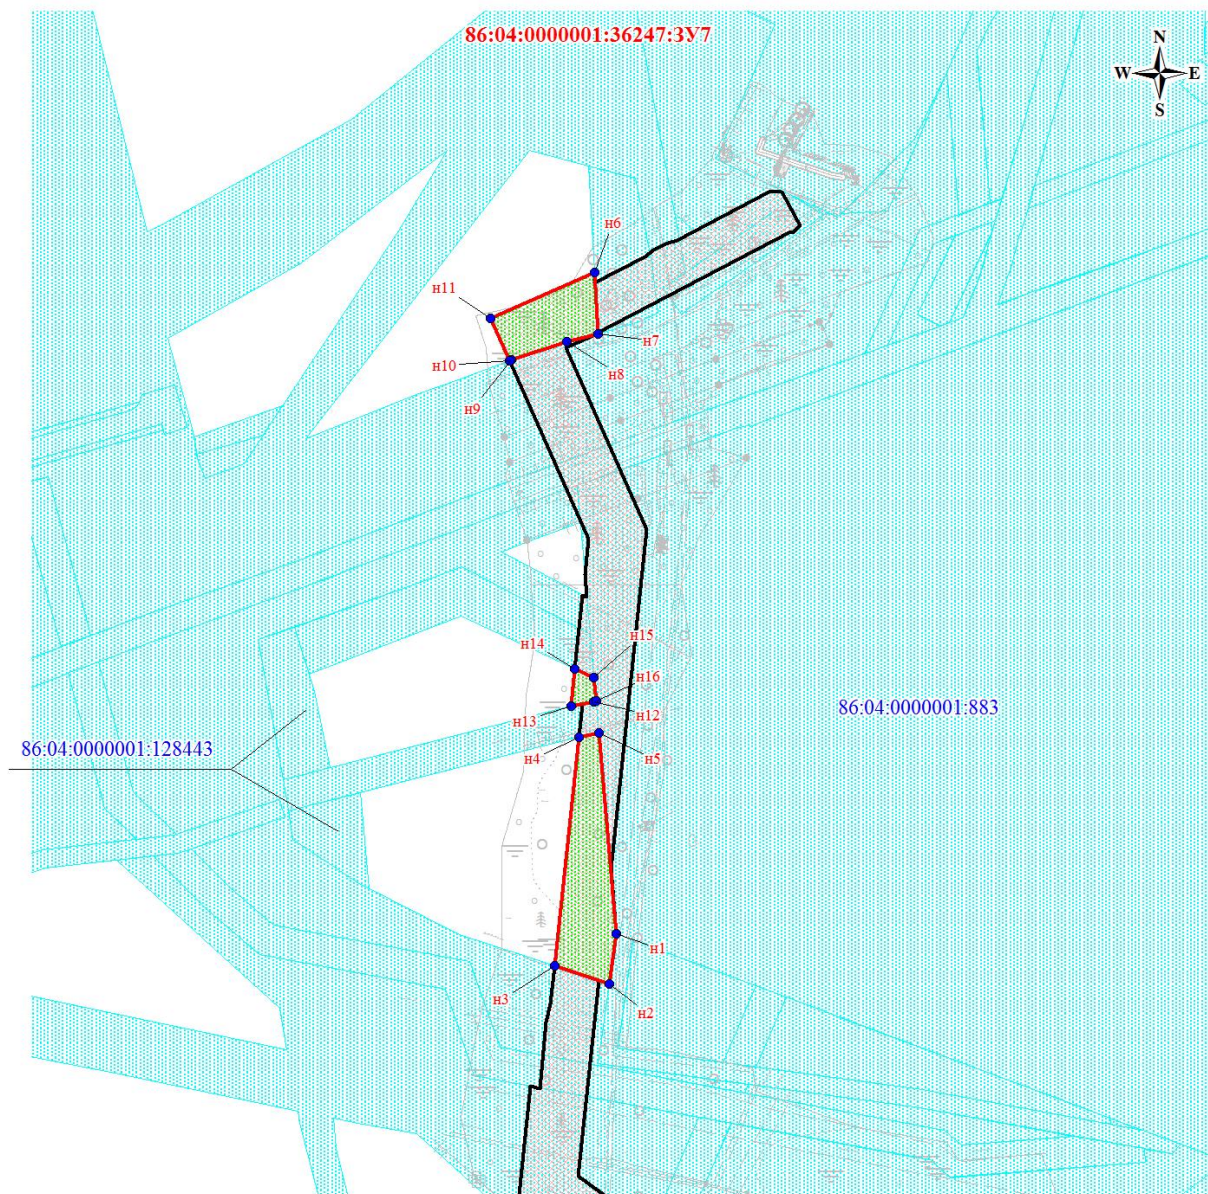 86:04:0000001:36247:ЗУ7
N
W E
S
н6
н11
н7
н10
н8
н9
н15
н14
н16
н13
н12
86:04:0000001:883
86:04:0000001:128443
н4
н5
н1
н3
н2